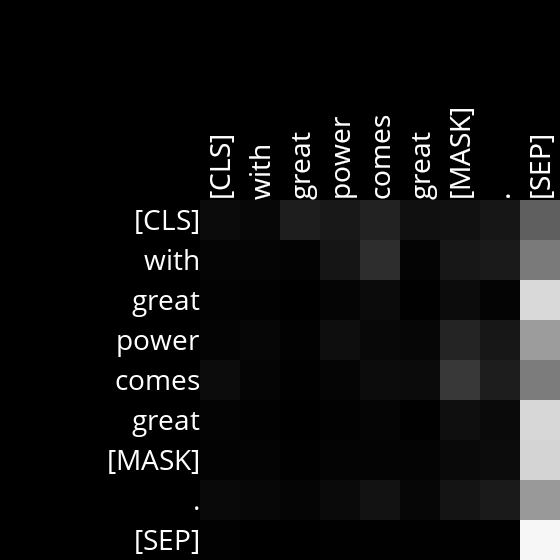 [CLS] with great power comes great [MASK] . [SEP]
[CLS]
with
great
power
comes
great
[MASK]
.
[SEP]